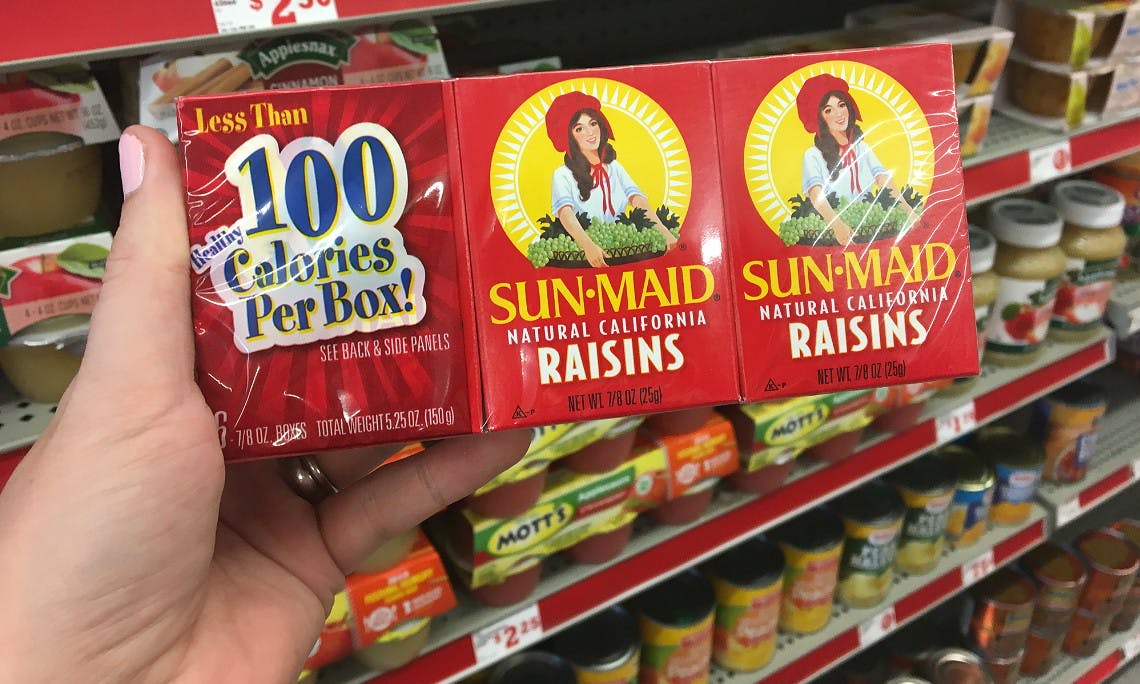 $ 2 50
Applesnax
CINNAMON
Less Than
100
Healthy
Calories
Per Box!
SEE BACK & SIDE PANELS
6 - 7/8 OZ. BOXES TOTAL WEIGHT 5.25 OZ. (150 g)
SUN•MAID®
NATURAL CALIFORNIA
RAISINS
NET WT. 7/8 OZ (25g)
SUN•MAID®
NATURAL CALIFORNIA
RAISINS
NET WT. 7/8 OZ (25g)
MOTT'S
MOTT'S
Applesauce
$2.25